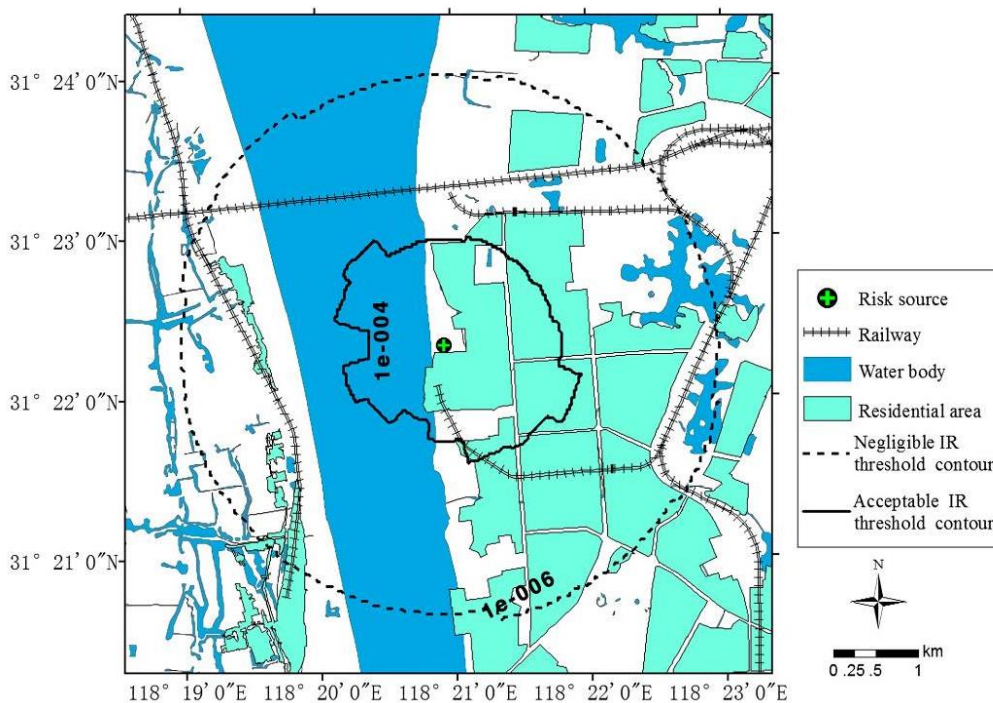 31° 24′ 0″N
31° 23′ 0″N
31° 22′ 0″N
31° 21′ 0″N
1e-004
1e-006
118° 19′ 0″E 118° 20′ 0″E 118° 21′ 0″E 118° 22′ 0″E 118° 23′ 0″E
Risk source
Railway
Water body
Residential area
Negligible IR
threshold contour
Acceptable IR
threshold contour
N
km
0 .25.5 1